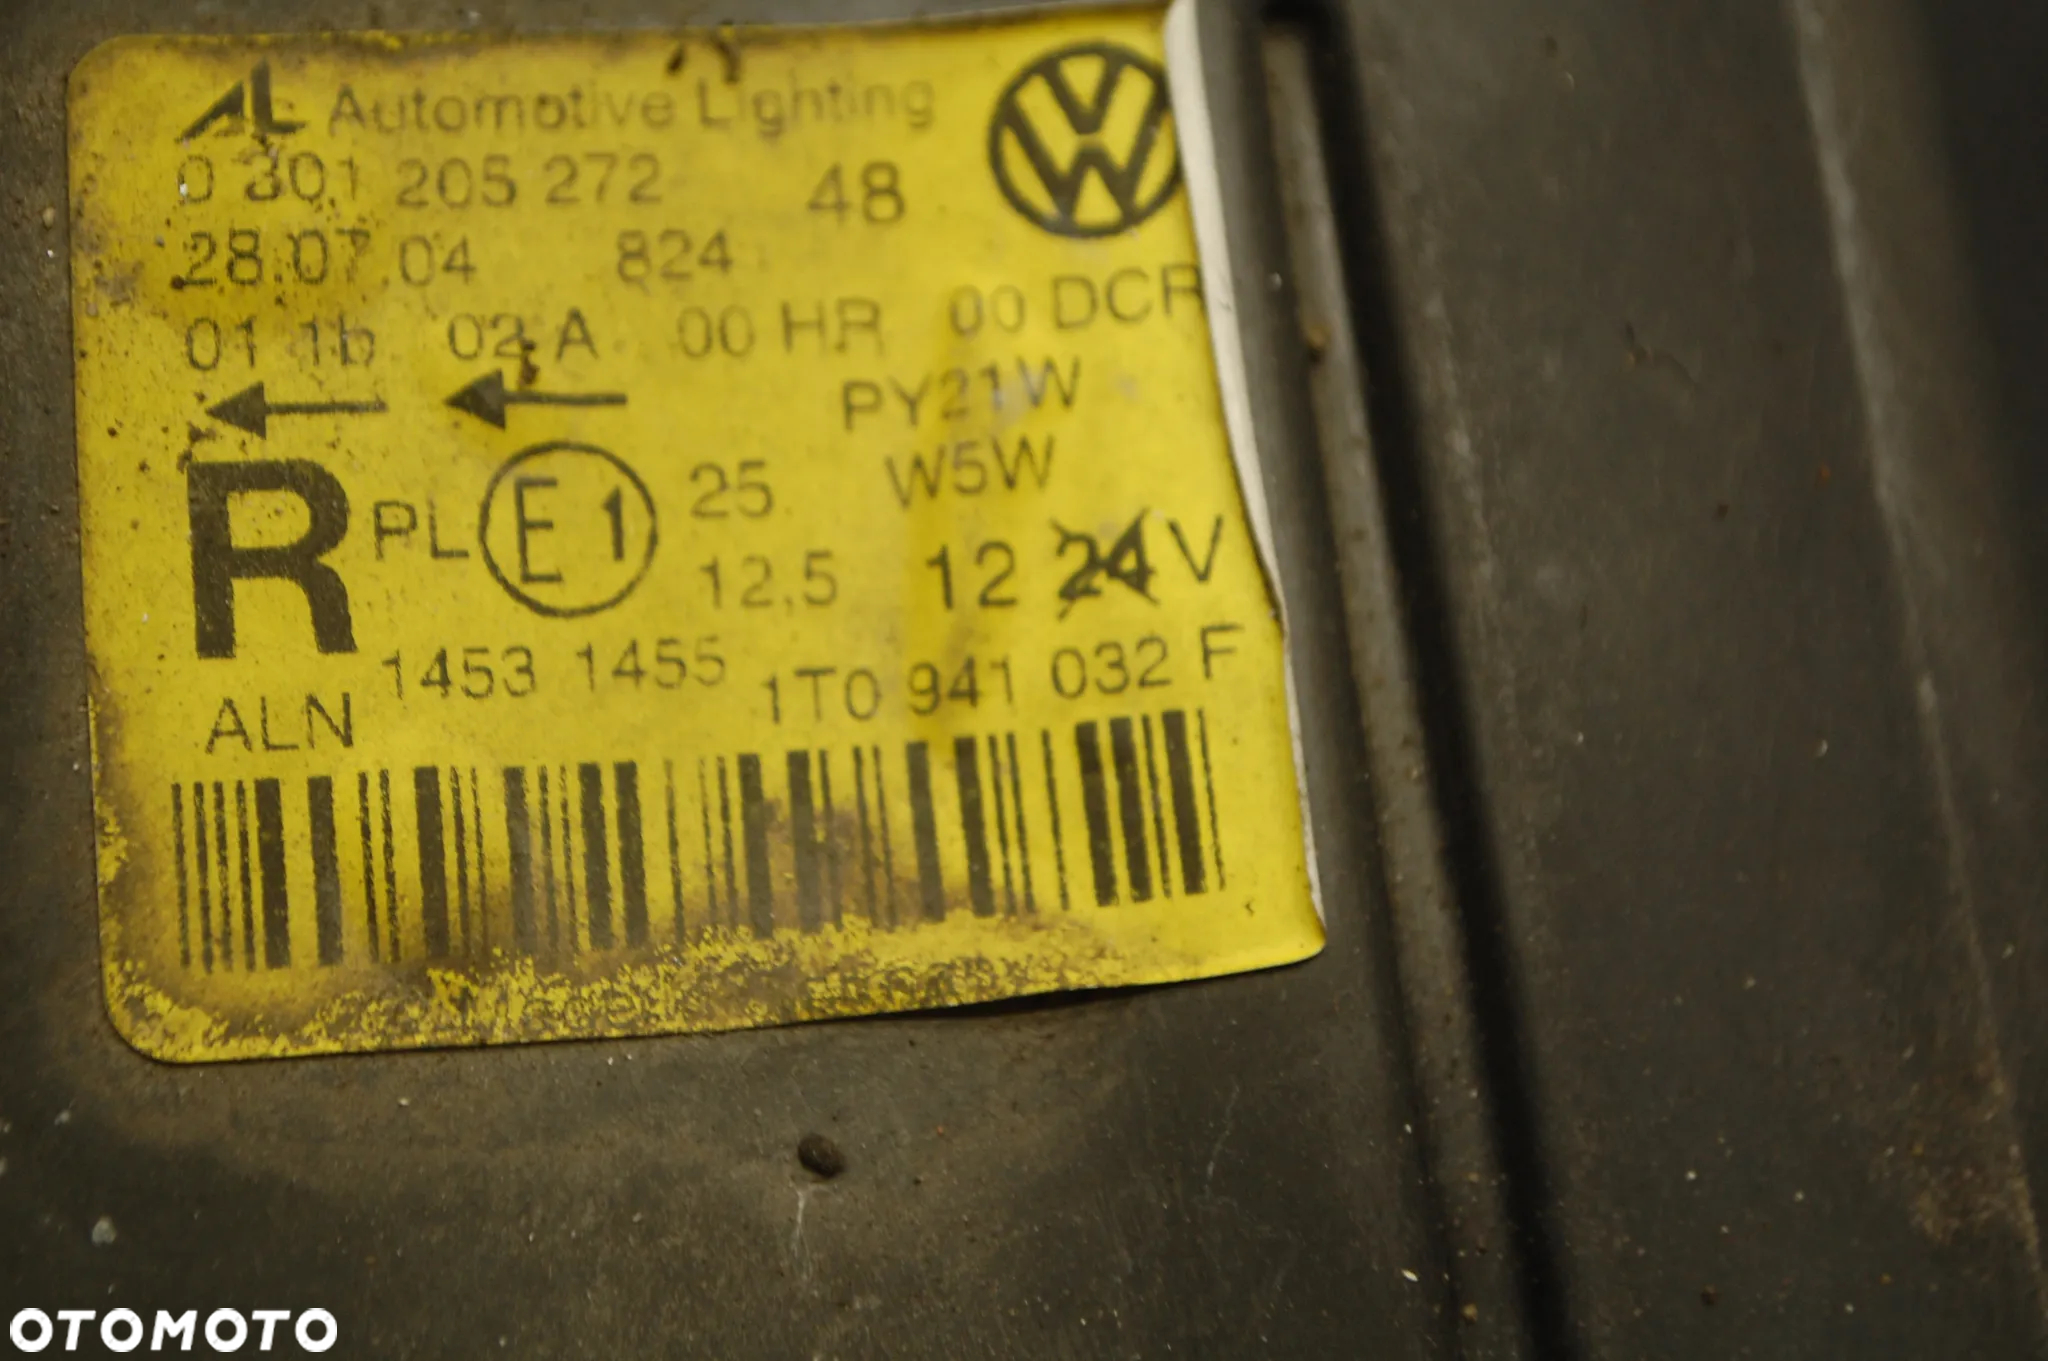 AL Automotive Lighting
0 301 205 272 48
28.07.04 824
01 1b 02 A 00 HR 00 DCR
PY21W
R PL E1 25 W5W
12,5 12 24 V
1453 1455 1T0 941 032 F
ALN
OTOMOTO